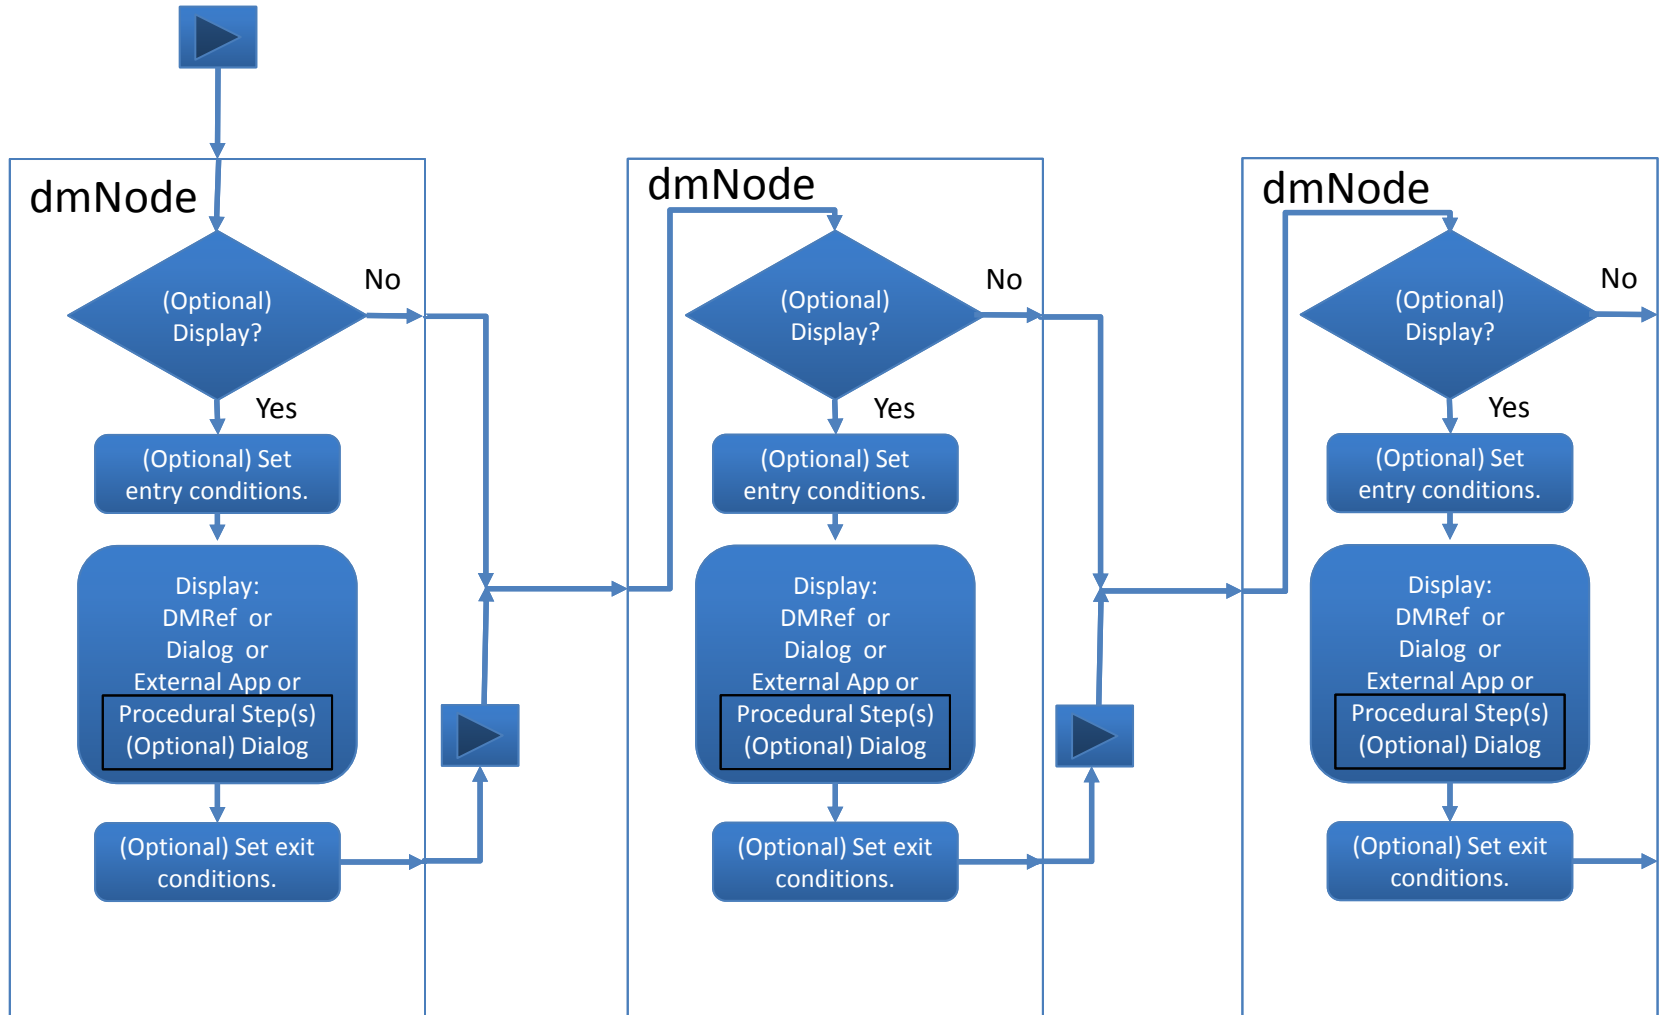 dmNode
(Optional)
Display?
No
Yes
(Optional) Set
entry conditions.
Display:
DMRef or
Dialog or
External App or
Procedural Step(s)
(Optional) Dialog
(Optional) Set exit
conditions.
dmNode
(Optional)
Display?
No
Yes
(Optional) Set
entry conditions.
Display:
DMRef or
Dialog or
External App or
Procedural Step(s)
(Optional) Dialog
(Optional) Set exit
conditions.
dmNode
(Optional)
Display?
No
Yes
(Optional) Set
entry conditions.
Display:
DMRef or
Dialog or
External App or
Procedural Step(s)
(Optional) Dialog
(Optional) Set exit
conditions.